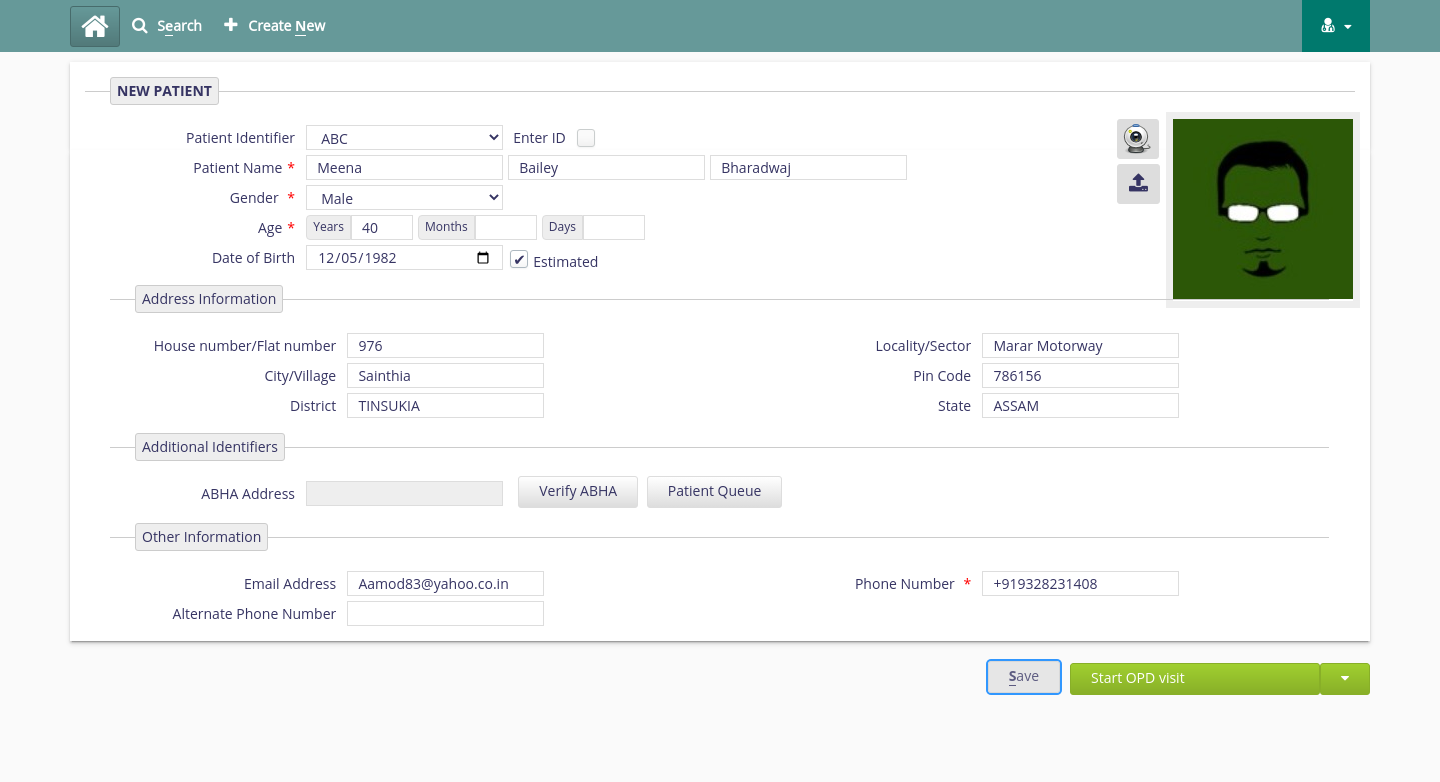 Search Create New
NEW PATIENT
Patient Identifier ABC Enter ID
Patient Name * Meena Bailey Bharadwaj
Gender * Male
Age * Years 40 Months Days
Date of Birth 12/05/1982 Estimated
Address Information
House number/Flat number 976 Locality/Sector Marar Motorway
City/Village Sainthia Pin Code 786156
District TINSUKIA State ASSAM
Additional Identifiers
ABHA Address Verify ABHA Patient Queue
Other Information
Email Address Aamod83@yahoo.co.in Phone Number * +919328231408
Alternate Phone Number
Save Start OPD visit